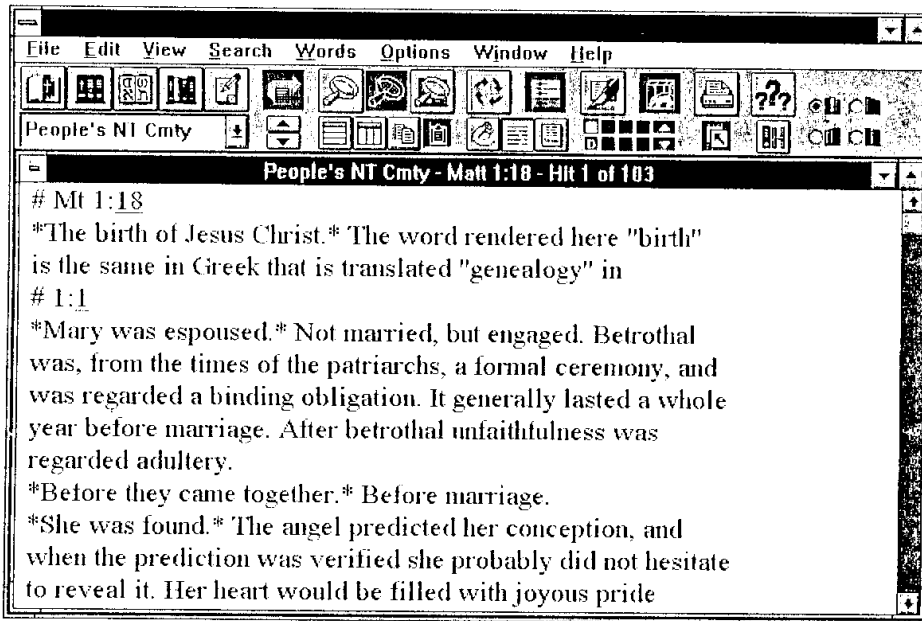 File Edit View Search Words Options Window Help
???
People's NT Cmty
D
People's NT Cmty - Matt 1:18 - Hit 1 of 103
# Mt 1:18
*The birth of Jesus Christ.* The word rendered here "birth"
is the same in Greek that is translated "genealogy" in
# 1:1
*Mary was espoused.* Not married, but engaged. Betrothal
was, from the times of the patriarchs, a formal ceremony, and
was regarded a binding obligation. It generally lasted a whole
year before marriage. After betrothal unfaithfulness was
regarded adultery.
*Before they came together.* Before marriage.
*She was found.* The angel predicted her conception, and
when the prediction was verified she probably did not hesitate
to reveal it. Her heart would be filled with joyous pride